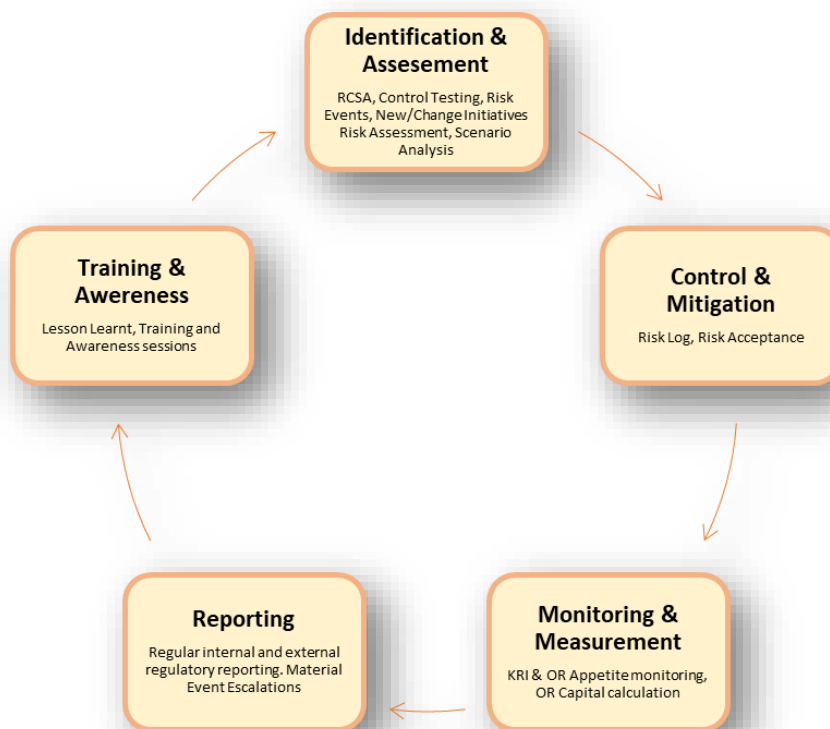 Identification &
Assesement
RCSA, Control Testing, Risk
Events, New/Change Initiatives
Risk Assessment, Scenario
Analysis
Control &
Mitigation
Risk Log, Risk Acceptance
Monitoring &
Measurement
KRI & OR Appetite monitoring,
OR Capital calculation
Reporting
Regular internal and external
regulatory reporting. Material
Event Escalations
Training &
Awereness
Lesson Learnt, Training and
Awareness sessions